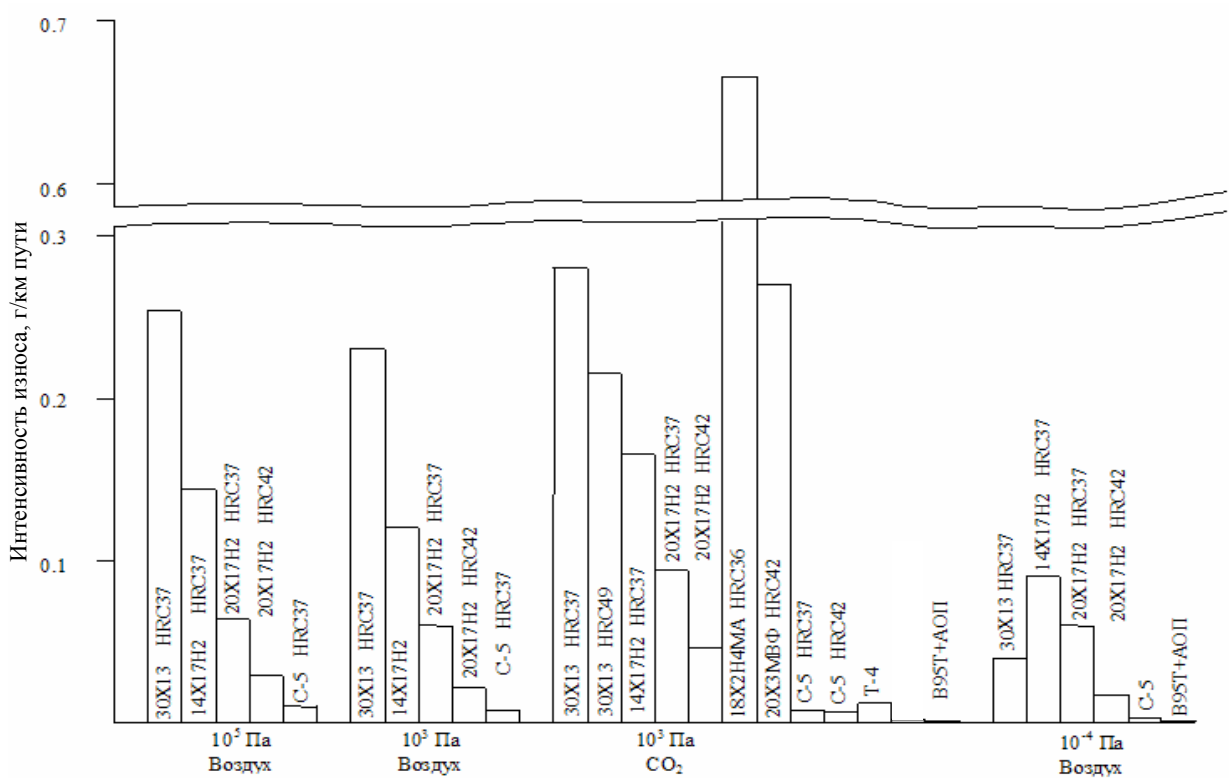 0.7
0.6
0.3
0.2
0.1
Интенсивность износа, г/км пути
30Х13 HRC37
14Х17Н2 HRC37
20Х17Н2 HRC37
20Х17Н2 HRC42
С-5 HRC37
10⁵ Па
Воздух
30Х13 HRC37
14Х17Н2
20Х17Н2 HRC37
20Х17Н2 HRC42
С-5 HRC37
10³ Па
Воздух
30Х13 HRC37
30Х13 HRC49
14Х17Н2 HRC37
20Х17Н2 HRC37
20Х17Н2 HRC42
18Х2Н4МА HRC36
20Х3МВФ HRC42
С-5 HRC37
С-5 HRC42
Т-4
В95Т+АОП
10³ Па
CO₂
30Х13 HRC37
14Х17Н2 HRC37
20Х17Н2 HRC37
20Х17Н2 HRC42
С-5
В95Т+АОП
10⁻⁴ Па
Воздух